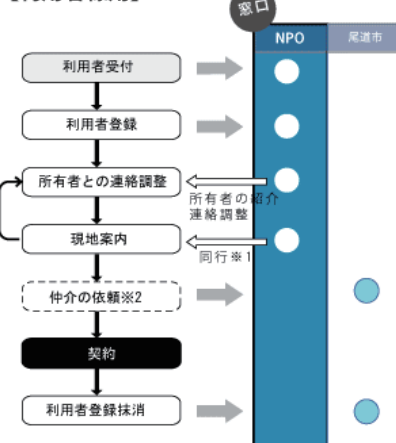 窓口
NPO 尾道市
利用者受付
利用者登録
所有者との連絡調整
所有者の紹介
連絡調整
現地案内
同行※1
仲介の依頼※2
契約
利用者登録抹消